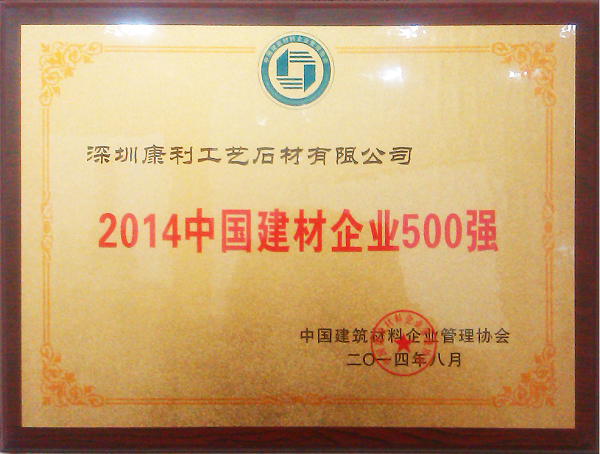 深圳康利工艺石材有限公司
2014中国建材企业500强
中国建筑材料企业管理协会
二〇一四年八月